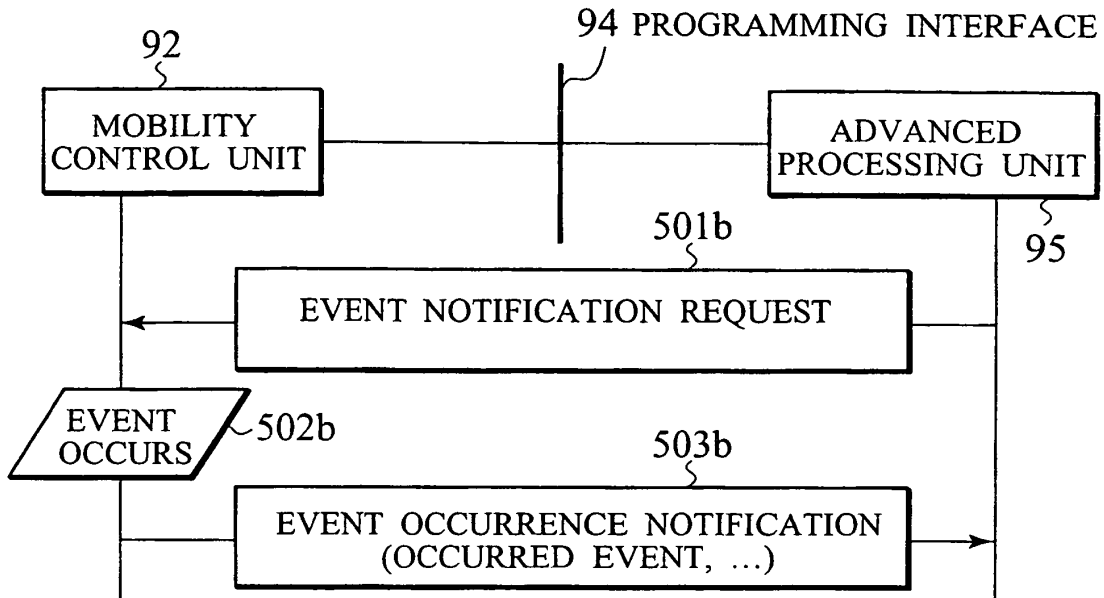 94 PROGRAMMING INTERFACE
92
MOBILITY
CONTROL UNIT
ADVANCED
PROCESSING UNIT
95
501b
EVENT NOTIFICATION REQUEST
EVENT
OCCURS
502b
503b
EVENT OCCURRENCE NOTIFICATION
(OCCURRED EVENT, ...)